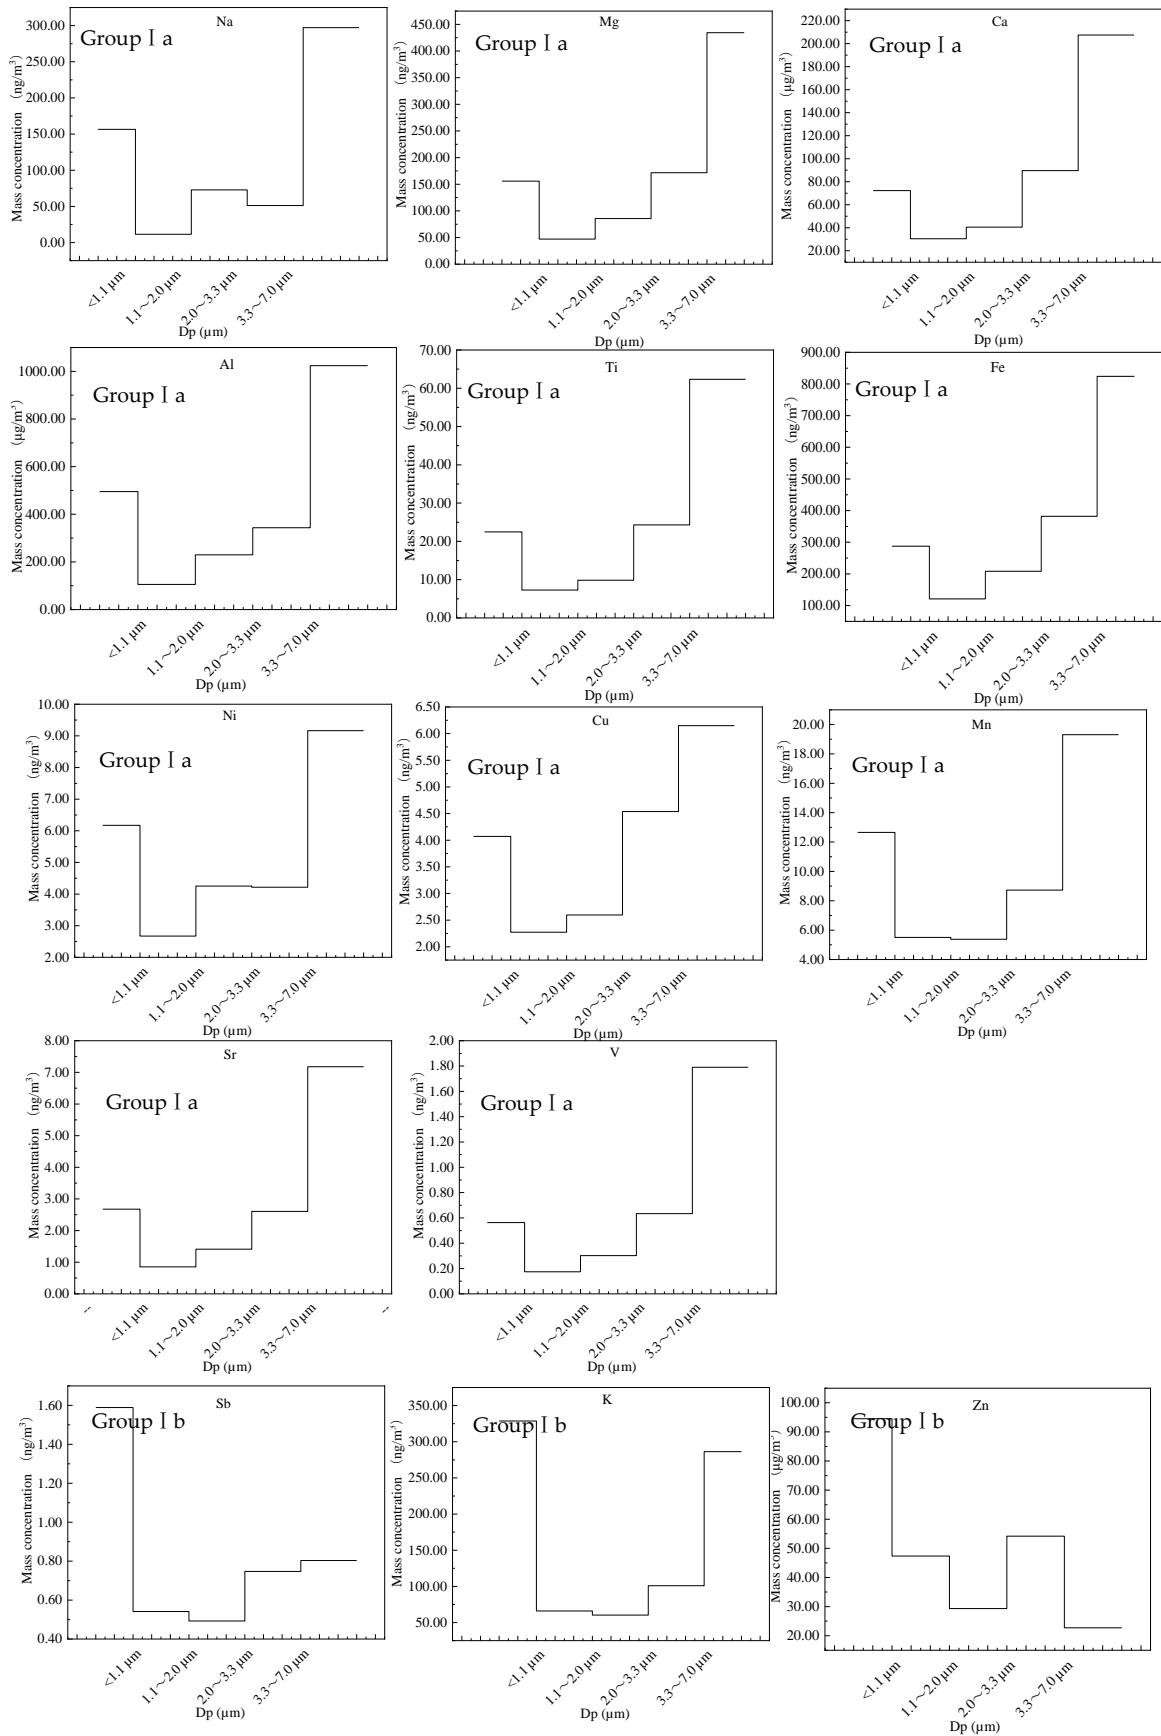 Na
Group Ⅰ a
Mass concentration （ng/m³)
300.00
250.00
200.00
150.00
100.00
50.00
0.00
<1.1 μm
1.1～2.0 μm
2.0～3.3 μm
3.3～7.0 μm
Dp (μm)
Mg
Group Ⅰ a
Mass concentration （ng/m³)
450.00
400.00
350.00
300.00
250.00
200.00
150.00
100.00
50.00
0.00
<1.1 μm
1.1～2.0 μm
2.0～3.3 μm
3.3～7.0 μm
Dp (μm)
Ca
Group Ⅰ a
Mass concentration （μg/m³)
220.00
200.00
180.00
160.00
140.00
120.00
100.00
80.00
60.00
40.00
20.00
<1.1 μm
1.1～2.0 μm
2.0～3.3 μm
3.3～7.0 μm
Dp (μm)
Al
Group Ⅰ a
Mass concentration （μg/m³)
1000.00
800.00
600.00
400.00
200.00
0.00
<1.1 μm
1.1～2.0 μm
2.0～3.3 μm
3.3～7.0 μm
Dp (μm)
Ti
Group Ⅰ a
Mass concentration （ng/m³)
70.00
60.00
50.00
40.00
30.00
20.00
10.00
0.00
<1.1 μm
1.1～2.0 μm
2.0～3.3 μm
3.3～7.0 μm
Dp (μm)
Fe
Group Ⅰ a
Mass concentration （ng/m³)
900.00
800.00
700.00
600.00
500.00
400.00
300.00
200.00
100.00
<1.1 μm
1.1～2.0 μm
2.0～3.3 μm
3.3～7.0 μm
Dp (μm)
Ni
Group Ⅰ a
Mass concentration （ng/m³)
10.00
9.00
8.00
7.00
6.00
5.00
4.00
3.00
2.00
<1.1 μm
1.1～2.0 μm
2.0～3.3 μm
3.3～7.0 μm
Dp (μm)
Cu
Group Ⅰ a
Mass concentration （ng/m³)
6.50
6.00
5.50
5.00
4.50
4.00
3.50
3.00
2.50
2.00
<1.1 μm
1.1～2.0 μm
2.0～3.3 μm
3.3～7.0 μm
Dp (μm)
Mn
Group Ⅰ a
Mass concentration （ng/m³)
20.00
18.00
16.00
14.00
12.00
10.00
8.00
6.00
4.00
<1.1 μm
1.1～2.0 μm
2.0～3.3 μm
3.3～7.0 μm
Dp (μm)
Sr
Group Ⅰ a
Mass concentration （ng/m³)
8.00
7.00
6.00
5.00
4.00
3.00
2.00
1.00
0.00
--
<1.1 μm
1.1～2.0 μm
2.0～3.3 μm
3.3～7.0 μm
--
Dp (μm)
V
Group Ⅰ a
Mass concentration （ng/m³)
2.00
1.80
1.60
1.40
1.20
1.00
0.80
0.60
0.40
0.20
0.00
<1.1 μm
1.1～2.0 μm
2.0～3.3 μm
3.3～7.0 μm
Dp (μm)
Sb
Group Ⅰ b
Mass concentration （ng/m³)
1.60
1.40
1.20
1.00
0.80
0.60
0.40
<1.1 μm
1.1～2.0 μm
2.0～3.3 μm
3.3～7.0 μm
Dp (μm)
K
Group Ⅰ b
Mass concentration （ng/m³)
350.00
300.00
250.00
200.00
150.00
100.00
50.00
<1.1 μm
1.1～2.0 μm
2.0～3.3 μm
3.3～7.0 μm
Dp (μm)
Zn
Group Ⅰ b
Mass concentration （μg/m³)
100.00
90.00
80.00
70.00
60.00
50.00
40.00
30.00
20.00
<1.1 μm
1.1～2.0 μm
2.0～3.3 μm
3.3～7.0 μm
Dp (μm)